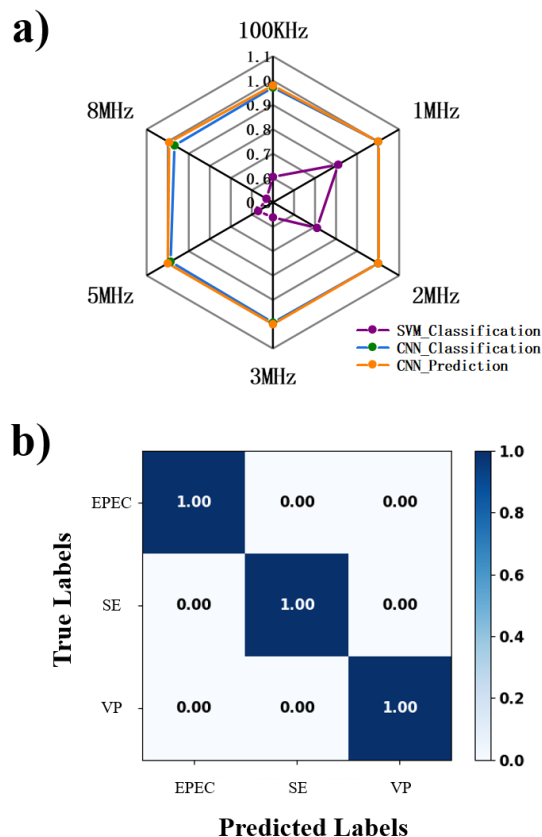 a)
100KHz
1.1
1.0
0.9
0.8
0.7
0.6
8MHz
1MHz
5MHz
2MHz
3MHz
SVM_Classification
CNN_Classification
CNN_Prediction
b)
True Labels
EPEC 1.00 0.00 0.00
SE 0.00 1.00 0.00
VP 0.00 0.00 1.00
EPEC SE VP
Predicted Labels
1.0
0.8
0.6
0.4
0.2
0.0